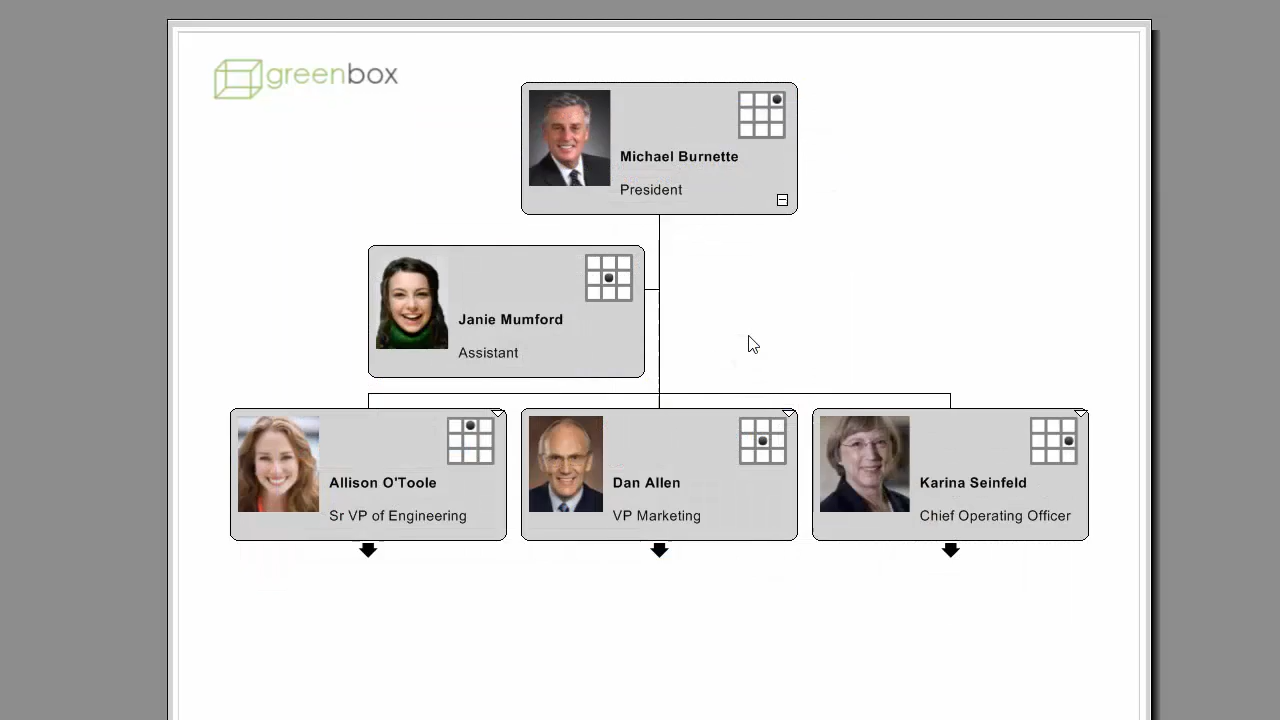 greenbox
Michael Burnette
President
Janie Mumford
Assistant
Allison O'Toole
Sr VP of Engineering
Dan Allen
VP Marketing
Karina Seinfeld
Chief Operating Officer